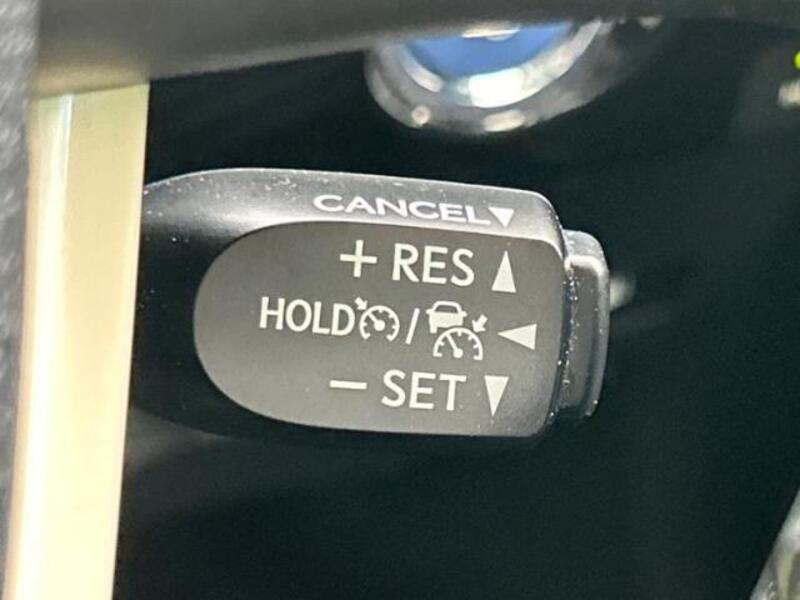 CANCEL▼
+ RES ▲
HOLD / ◀
− SET ▼